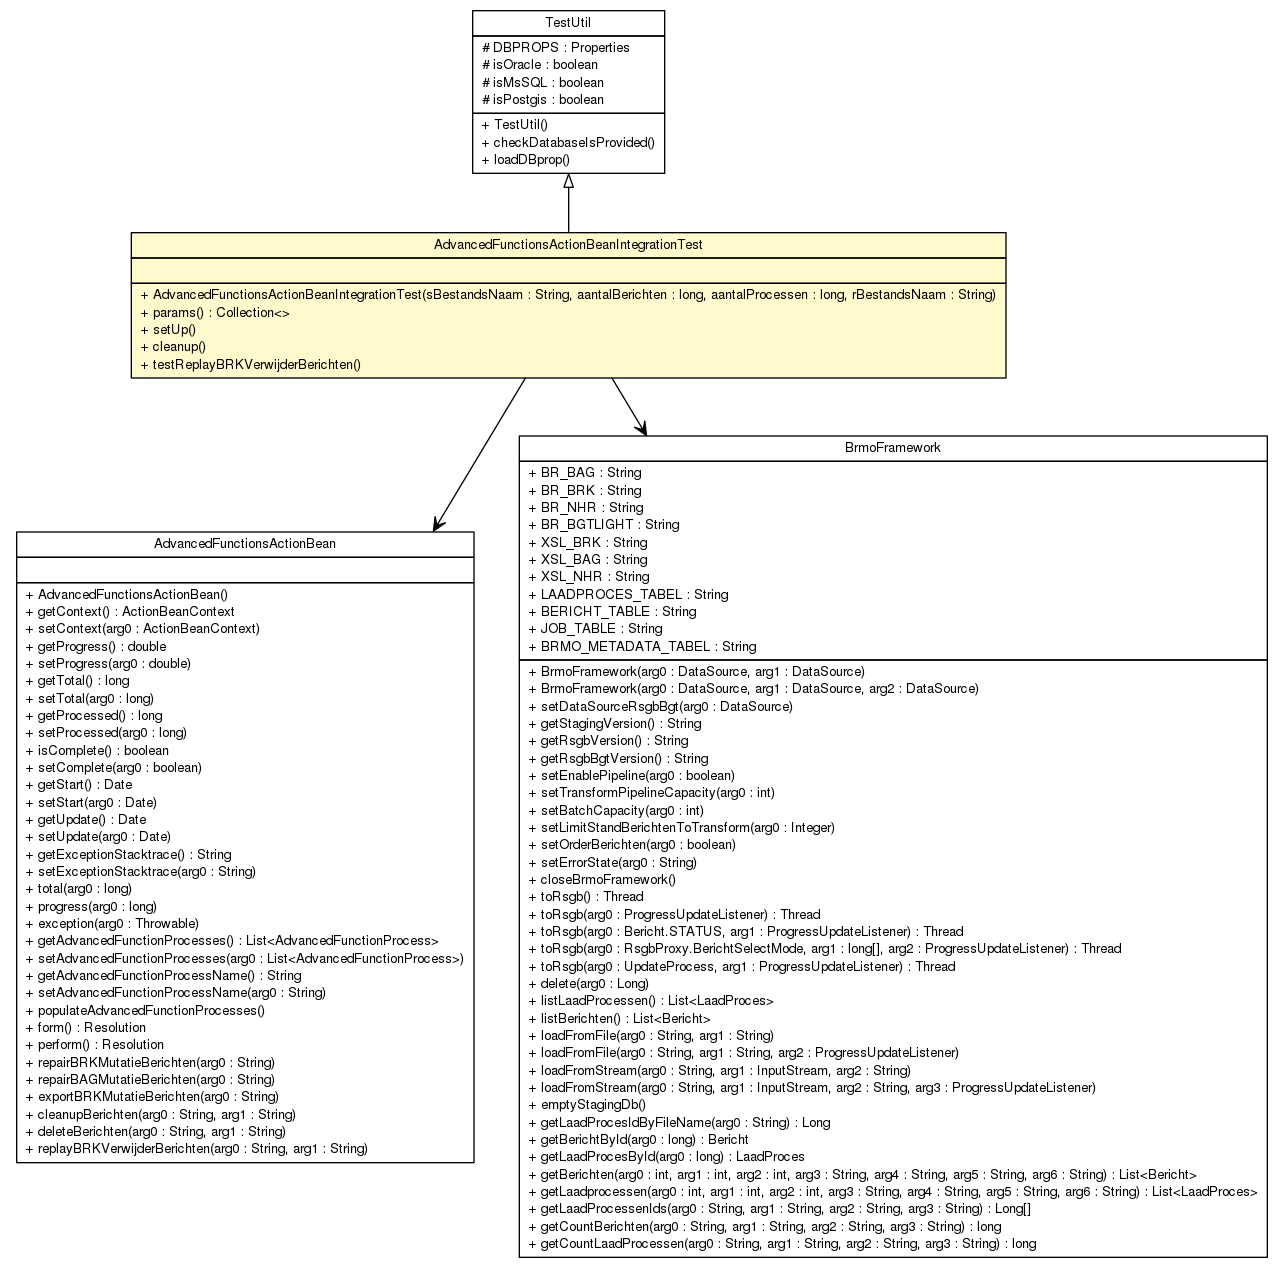 TestUtil
# DBPROPS : Properties
# isOracle : boolean
# isMsSQL : boolean
# isPostgis : boolean
+ TestUtil()
+ checkDatabaseIsProvided()
+ loadDBprop()
AdvancedFunctionsActionBeanIntegrationTest
+ AdvancedFunctionsActionBeanIntegrationTest(sBestandsNaam : String, aantalBerichten : long, aantalProcessen : long, rBestandsNaam : String)
+ params() : Collection<>
+ setUp()
+ cleanup()
+ testReplayBRKVerwijderBerichten()
AdvancedFunctionsActionBean
+ AdvancedFunctionsActionBean()
+ getContext() : ActionBeanContext
+ setContext(arg0 : ActionBeanContext)
+ getProgress() : double
+ setProgress(arg0 : double)
+ getTotal() : long
+ setTotal(arg0 : long)
+ getProcessed() : long
+ setProcessed(arg0 : long)
+ isComplete() : boolean
+ setComplete(arg0 : boolean)
+ getStart() : Date
+ setStart(arg0 : Date)
+ getUpdate() : Date
+ setUpdate(arg0 : Date)
+ getExceptionStacktrace() : String
+ setExceptionStacktrace(arg0 : String)
+ total(arg0 : long)
+ progress(arg0 : long)
+ exception(arg0 : Throwable)
+ getAdvancedFunctionProcesses() : List<AdvancedFunctionProcess>
+ setAdvancedFunctionProcesses(arg0 : List<AdvancedFunctionProcess>)
+ getAdvancedFunctionProcessName() : String
+ setAdvancedFunctionProcessName(arg0 : String)
+ populateAdvancedFunctionProcesses()
+ form() : Resolution
+ perform() : Resolution
+ repairBRKMutatieBerichten(arg0 : String)
+ repairBAGMutatieBerichten(arg0 : String)
+ exportBRKMutatieBerichten(arg0 : String)
+ cleanupBerichten(arg0 : String, arg1 : String)
+ deleteBerichten(arg0 : String, arg1 : String)
+ replayBRKVerwijderBerichten(arg0 : String, arg1 : String)
BrmoFramework
+ BR_BAG : String
+ BR_BRK : String
+ BR_NHR : String
+ BR_BGTLIGHT : String
+ XSL_BRK : String
+ XSL_BAG : String
+ XSL_NHR : String
+ LAADPROCES_TABEL : String
+ BERICHT_TABLE : String
+ JOB_TABLE : String
+ BRMO_METADATA_TABEL : String
+ BrmoFramework(arg0 : DataSource, arg1 : DataSource)
+ BrmoFramework(arg0 : DataSource, arg1 : DataSource, arg2 : DataSource)
+ setDataSourceRsgbBgt(arg0 : DataSource)
+ getStagingVersion() : String
+ getRsgbVersion() : String
+ getRsgbBgtVersion() : String
+ setEnablePipeline(arg0 : boolean)
+ setTransformPipelineCapacity(arg0 : int)
+ setBatchCapacity(arg0 : int)
+ setLimitStandBerichtenToTransform(arg0 : Integer)
+ setOrderBerichten(arg0 : boolean)
+ setErrorState(arg0 : String)
+ closeBrmoFramework()
+ toRsgb() : Thread
+ toRsgb(arg0 : ProgressUpdateListener) : Thread
+ toRsgb(arg0 : Bericht.STATUS, arg1 : ProgressUpdateListener) : Thread
+ toRsgb(arg0 : RsgbProxy.BerichtSelectMode, arg1 : long[], arg2 : ProgressUpdateListener) : Thread
+ toRsgb(arg0 : UpdateProcess, arg1 : ProgressUpdateListener) : Thread
+ delete(arg0 : Long)
+ listLaadProcessen() : List<LaadProces>
+ listBerichten() : List<Bericht>
+ loadFromFile(arg0 : String, arg1 : String)
+ loadFromFile(arg0 : String, arg1 : String, arg2 : ProgressUpdateListener)
+ loadFromStream(arg0 : String, arg1 : InputStream, arg2 : String)
+ loadFromStream(arg0 : String, arg1 : InputStream, arg2 : String, arg3 : ProgressUpdateListener)
+ emptyStagingDb()
+ getLaadProcesIdByFileName(arg0 : String) : Long
+ getBerichtById(arg0 : long) : Bericht
+ getLaadProcesById(arg0 : long) : LaadProces
+ getBerichten(arg0 : int, arg1 : int, arg2 : int, arg3 : String, arg4 : String, arg5 : String, arg6 : String) : List<Bericht>
+ getLaadprocessen(arg0 : int, arg1 : int, arg2 : int, arg3 : String, arg4 : String, arg5 : String, arg6 : String) : List<LaadProces>
+ getLaadProcessenIds(arg0 : String, arg1 : String, arg2 : String, arg3 : String) : Long[]
+ getCountBerichten(arg0 : String, arg1 : String, arg2 : String, arg3 : String) : long
+ getCountLaadProcessen(arg0 : String, arg1 : String, arg2 : String, arg3 : String) : long